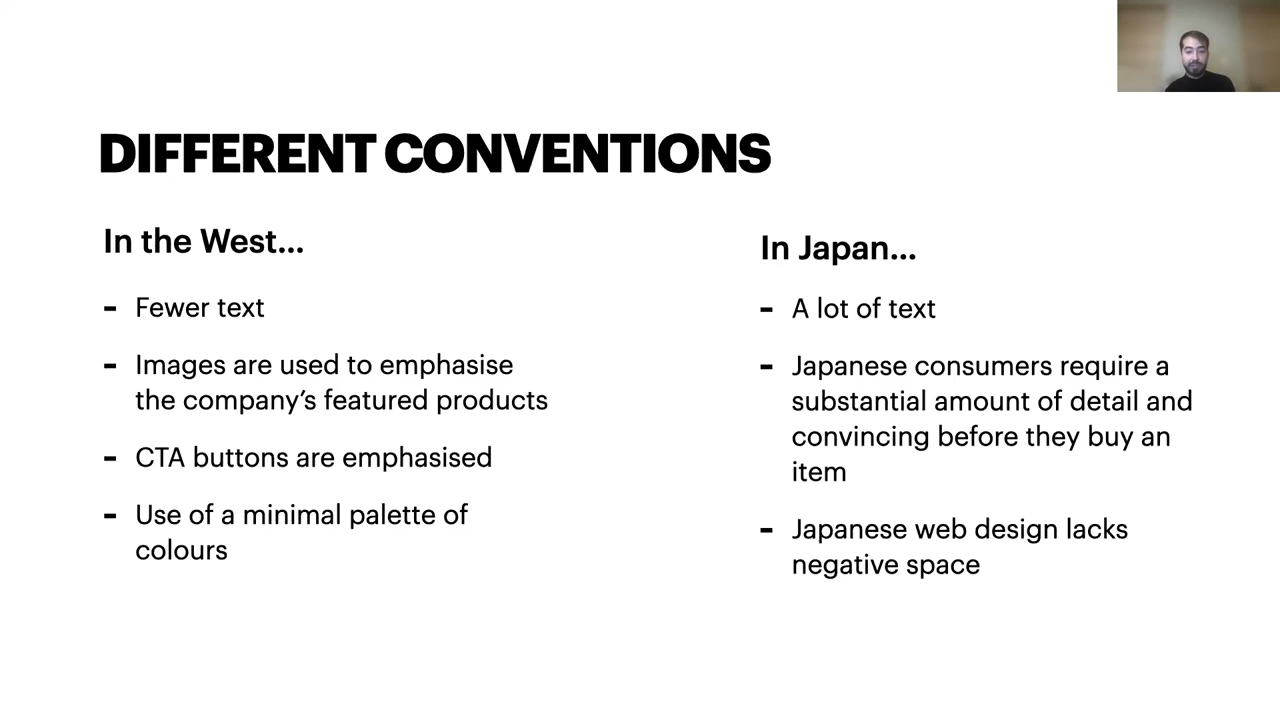 DIFFERENT CONVENTIONS
In the West...
- Fewer text
- Images are used to emphasise
the company’s featured products
- CTA buttons are emphasised
- Use of a minimal palette of
colours
In Japan...
- A lot of text
- Japanese consumers require a
substantial amount of detail and
convincing before they buy an
item
- Japanese web design lacks
negative space